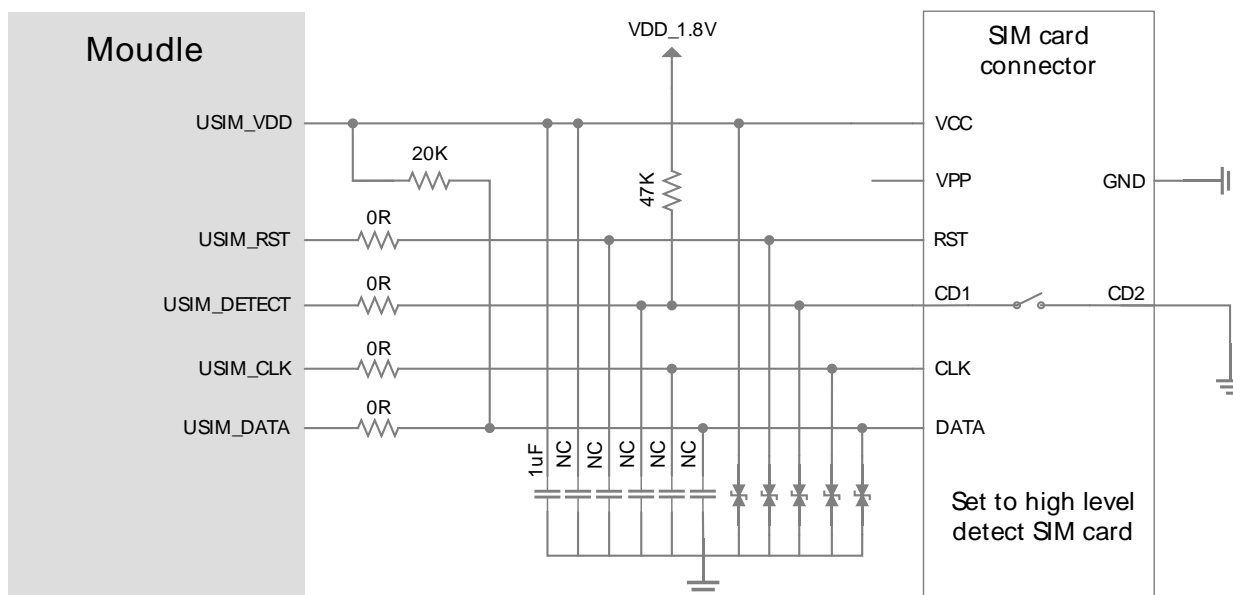 Moudle
VDD_1.8V
SIM card
connector
USIM_VDD
VCC
20K
47K
VPP
GND
0R
USIM_RST
RST
0R
USIM_DETECT
CD1
CD2
0R
USIM_CLK
CLK
0R
USIM_DATA
DATA
1uF
NC
NC
NC
NC
NC
Set to high level
detect SIM card